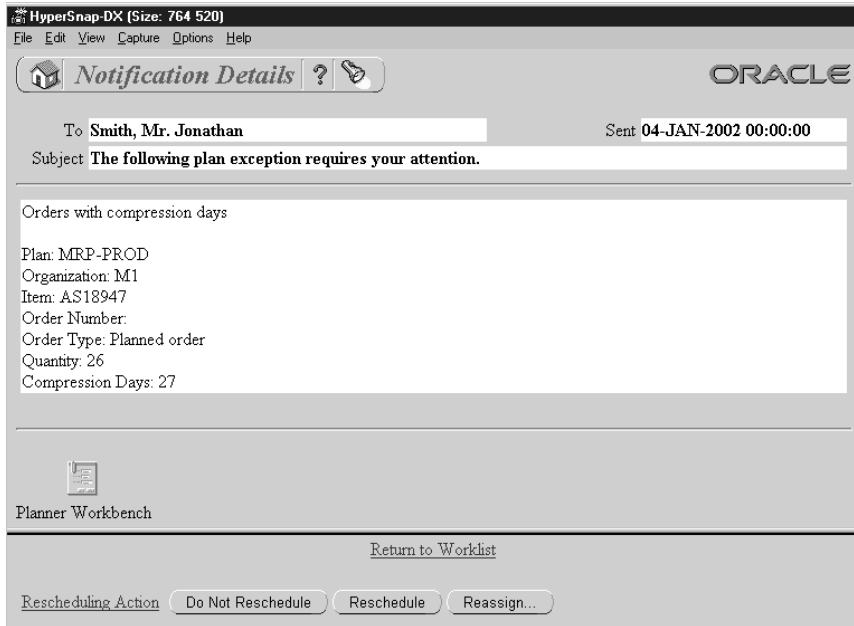 HyperSnap-DX (Size: 764 520)
File Edit View Capture Options Help
Notification Details ? ORACLE
To Smith, Mr. Jonathan Sent 04-JAN-2002 00:00:00
Subject The following plan exception requires your attention.
Orders with compression days
Plan: MRP-PROD
Organization: M1
Item: AS18947
Order Number:
Order Type: Planned order
Quantity: 26
Compression Days: 27
Planner Workbench
Return to Worklist
Rescheduling Action Do Not Reschedule Reschedule Reassign...